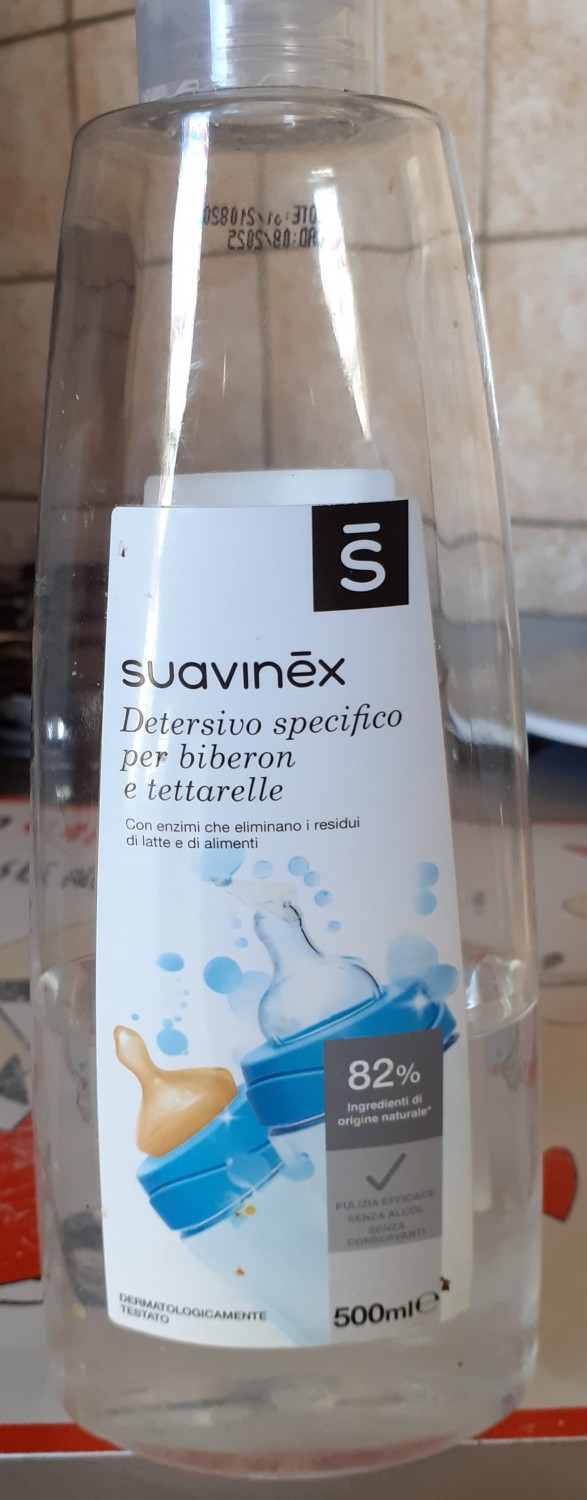 s̄
suavinēx
Detersivo specifico
per biberon
e tettarelle
Con enzimi che eliminano i residui
di latte e di alimenti
82%
Ingredienti di
origine naturale*
PULIZIA EFFICACE
SENZA ALCOL
SENZA
CONSERVANTI
DERMATOLOGICAMENTE
TESTATO
500ml℮